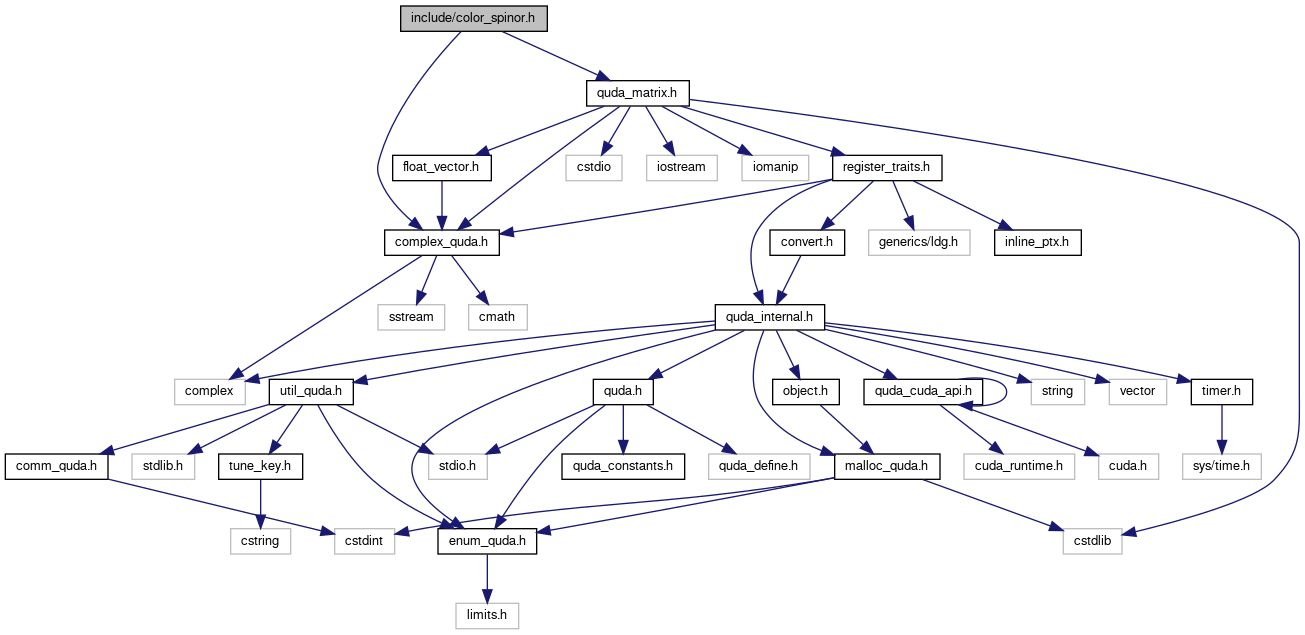 include/color_spinor.h
quda_matrix.h
float_vector.h
cstdio
iostream
iomanip
register_traits.h
complex_quda.h
convert.h
generics/ldg.h
inline_ptx.h
sstream
cmath
quda_internal.h
complex
util_quda.h
quda.h
object.h
quda_cuda_api.h
string
vector
timer.h
comm_quda.h
stdlib.h
tune_key.h
stdio.h
quda_constants.h
quda_define.h
malloc_quda.h
cuda_runtime.h
cuda.h
sys/time.h
cstring
cstdint
enum_quda.h
cstdlib
limits.h